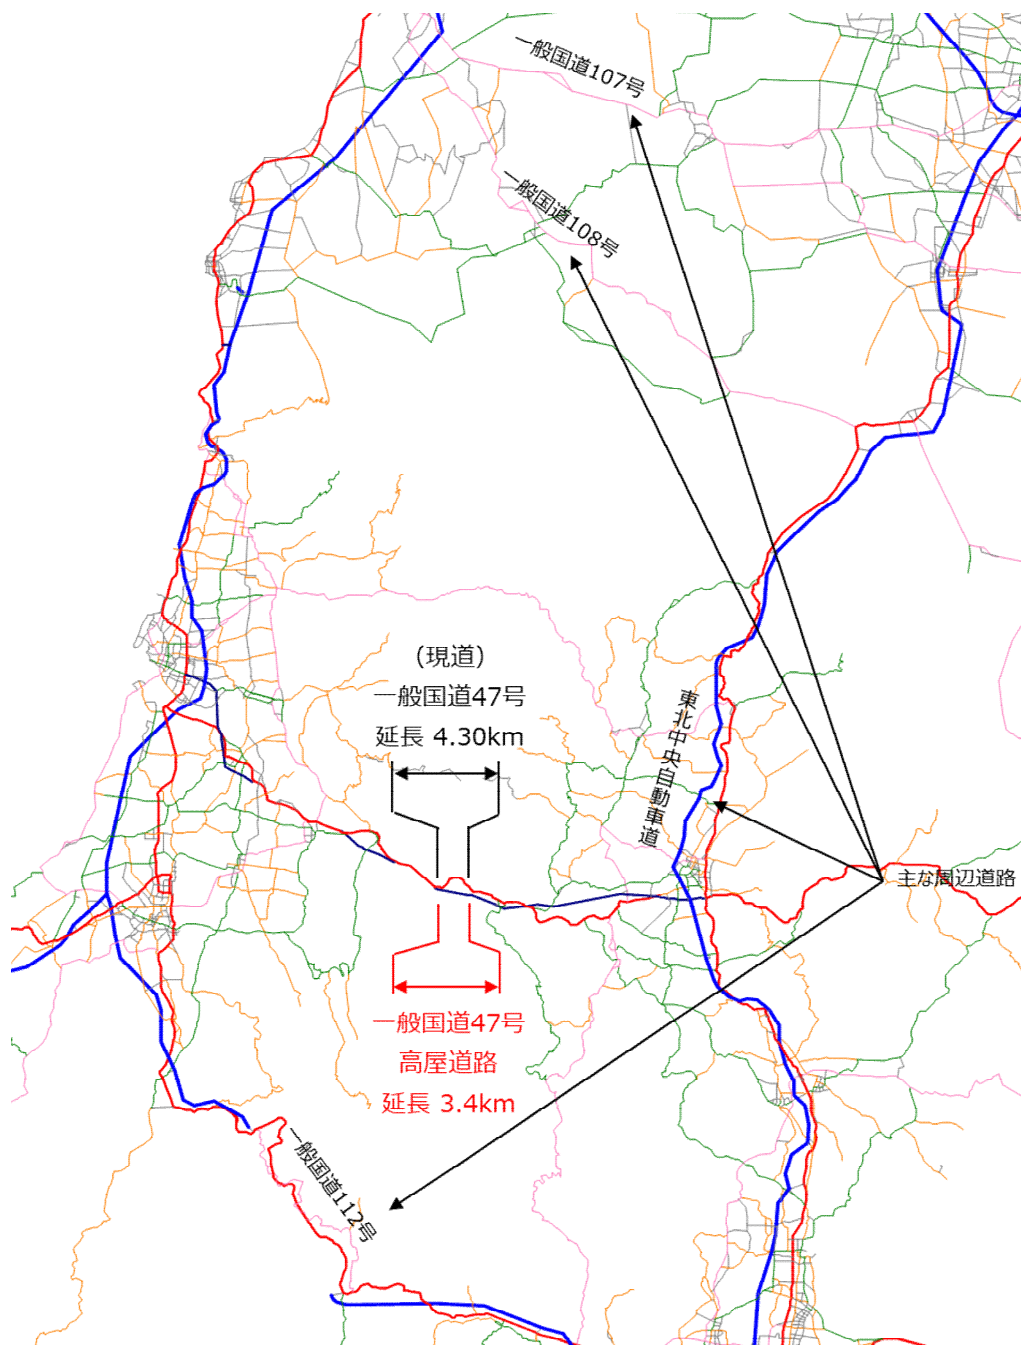 一般国道107号
一般国道108号
（現道）
一般国道47号
延長 4.30km
東北中央自動車道
主な周辺道路
一般国道47号
高屋道路
延長 3.4km
一般国道112号